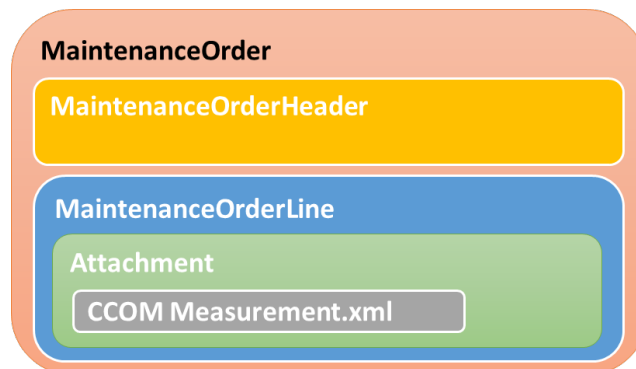 MaintenanceOrder
MaintenanceOrderHeader
MaintenanceOrderLine
Attachment
CCOM Measurement.xml